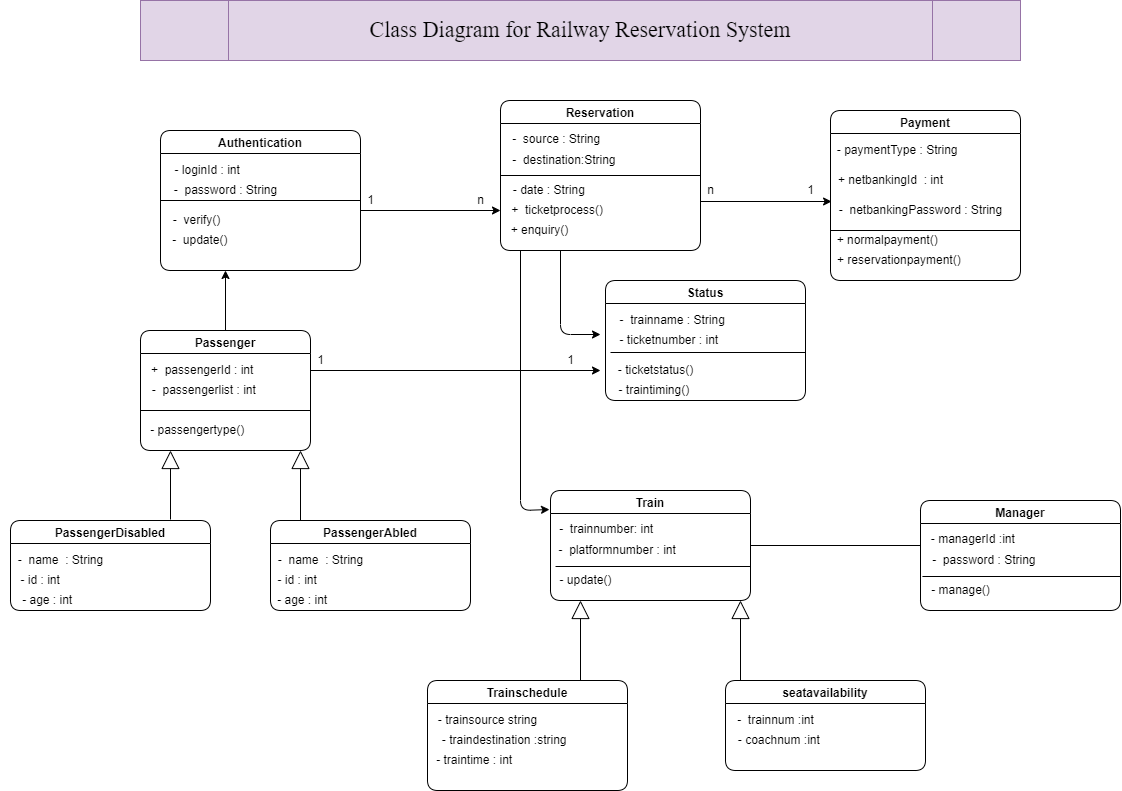 Class Diagram for Railway Reservation System
Authentication
- loginId : int
- password : String
- verify()
- update()
1
n
Reservation
- source : String
- destination:String
- date : String
+ ticketprocess()
+ enquiry()
n
1
Payment
- paymentType : String
+ netbankingId : int
- netbankingPassword : String
+ normalpayment()
+ reservationpayment()
Passenger
+ passengerId : int
- passengerlist : int
- passengertype()
1
1
Status
- trainname : String
- ticketnumber : int
- ticketstatus()
- traintiming()
PassengerDisabled
- name : String
- id : int
- age : int
PassengerAbled
- name : String
- id : int
- age : int
Train
- trainnumber: int
- platformnumber : int
- update()
Manager
- managerId :int
- password : String
- manage()
Trainschedule
- trainsource string
- traindestination :string
- traintime : int
seatavailability
- trainnum :int
- coachnum :int